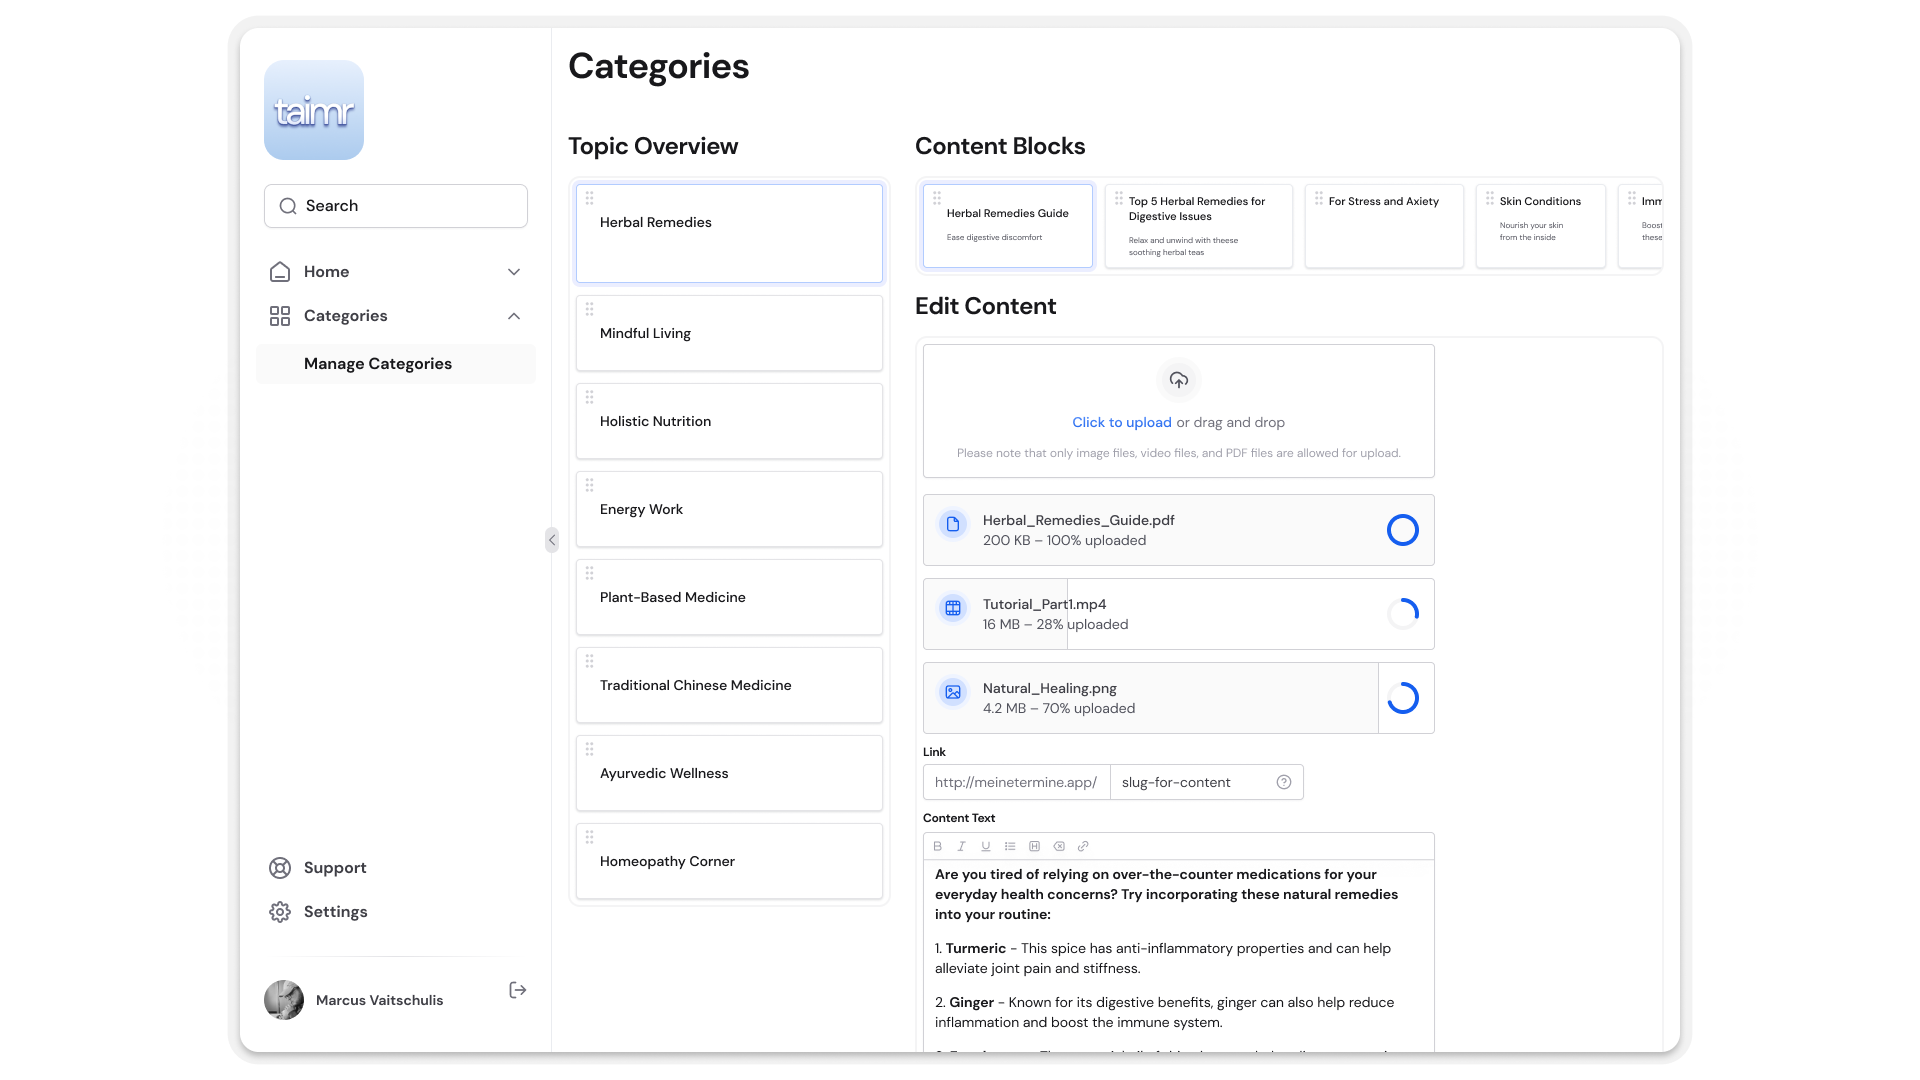 taimr
Search
Home
Categories
Manage Categories
Support
Settings
Marcus Vaitschulis
Categories
Topic Overview
Herbal Remedies
Mindful Living
Holistic Nutrition
Energy Work
Plant-Based Medicine
Traditional Chinese Medicine
Ayurvedic Wellness
Homeopathy Corner
Content Blocks
Herbal Remedies Guide
Ease digestive discomfort
Top 5 Herbal Remedies for
Digestive Issues
Relax and unwind with theese
soothing herbal teas
For Stress and Axiety
Skin Conditions
Nourish your skin
from the inside
Imm
Boost
these
Edit Content
Click to upload or drag and drop
Please note that only image files, video files, and PDF files are allowed for upload.
Herbal_Remedies_Guide.pdf
200 KB – 100% uploaded
Tutorial_Part1.mp4
16 MB – 28% uploaded
Natural_Healing.png
4.2 MB – 70% uploaded
Link
http://meinetermine.app/ slug-for-content
Content Text
Are you tired of relying on over-the-counter medications for your
everyday health concerns? Try incorporating these natural remedies
into your routine:
1. Turmeric - This spice has anti-inflammatory properties and can help
alleviate joint pain and stiffness.
2. Ginger - Known for its digestive benefits, ginger can also help reduce
inflammation and boost the immune system.